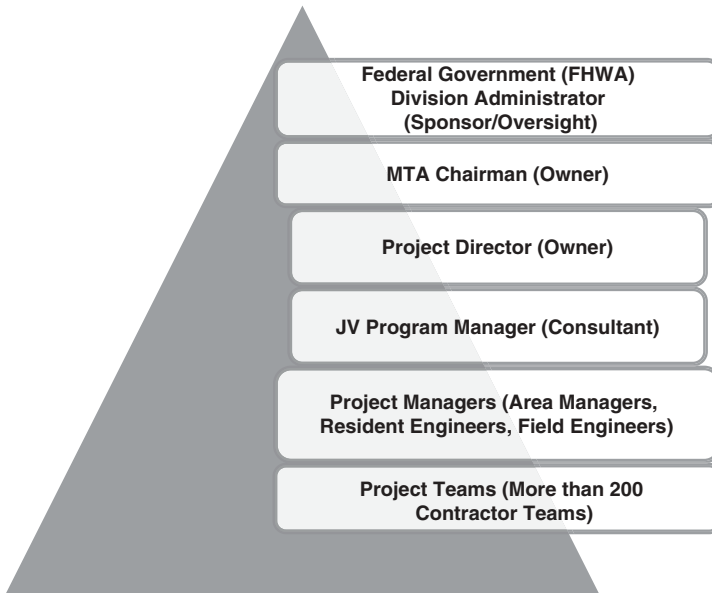 Federal Government (FHWA)
Division Administrator
(Sponsor/Oversight)
MTA Chairman (Owner)
Project Director (Owner)
JV Program Manager (Consultant)
Project Managers (Area Managers,
Resident Engineers, Field Engineers)
Project Teams (More than 200
Contractor Teams)